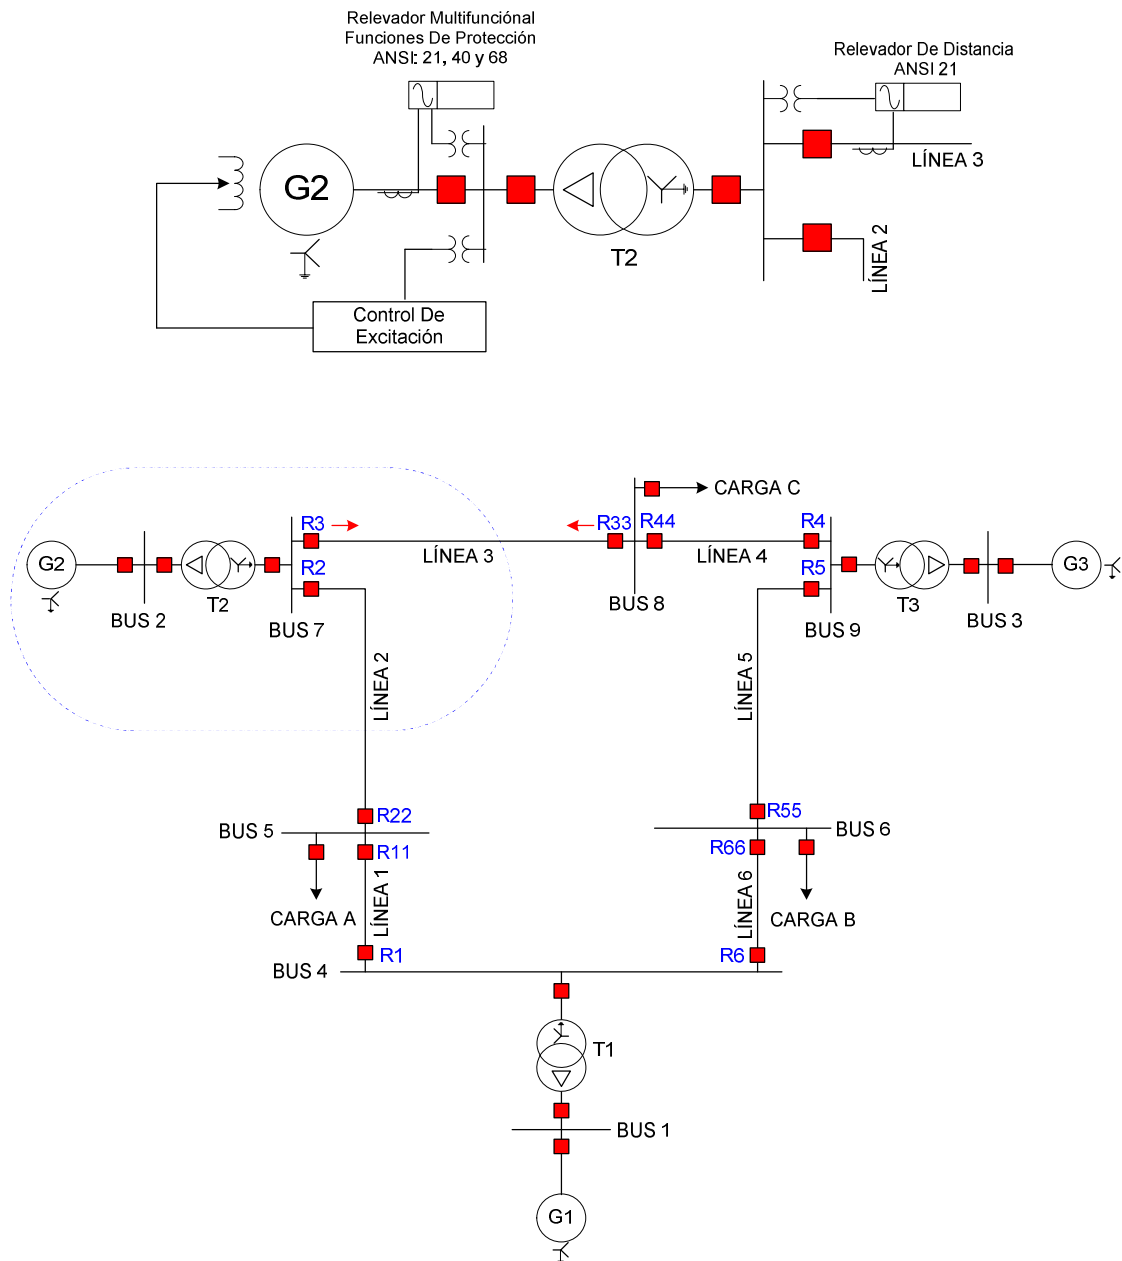 Relevador Multifunciónal
Funciones De Protección
ANSI: 21, 40 y 68
Relevador De Distancia
ANSI 21
LÍNEA 3
G2
T2
LÍNEA 2
Control De
Excitación
CARGA C
R3
R33
R44
R4
LÍNEA 3
LÍNEA 4
G2
R2
R5
G3
T2
T3
BUS 2
BUS 7
BUS 8
BUS 9
BUS 3
LÍNEA 2
LÍNEA 5
R22
R55
BUS 5
BUS 6
R11
R66
LÍNEA 1
LÍNEA 6
CARGA A
CARGA B
R1
R6
BUS 4
T1
BUS 1
G1